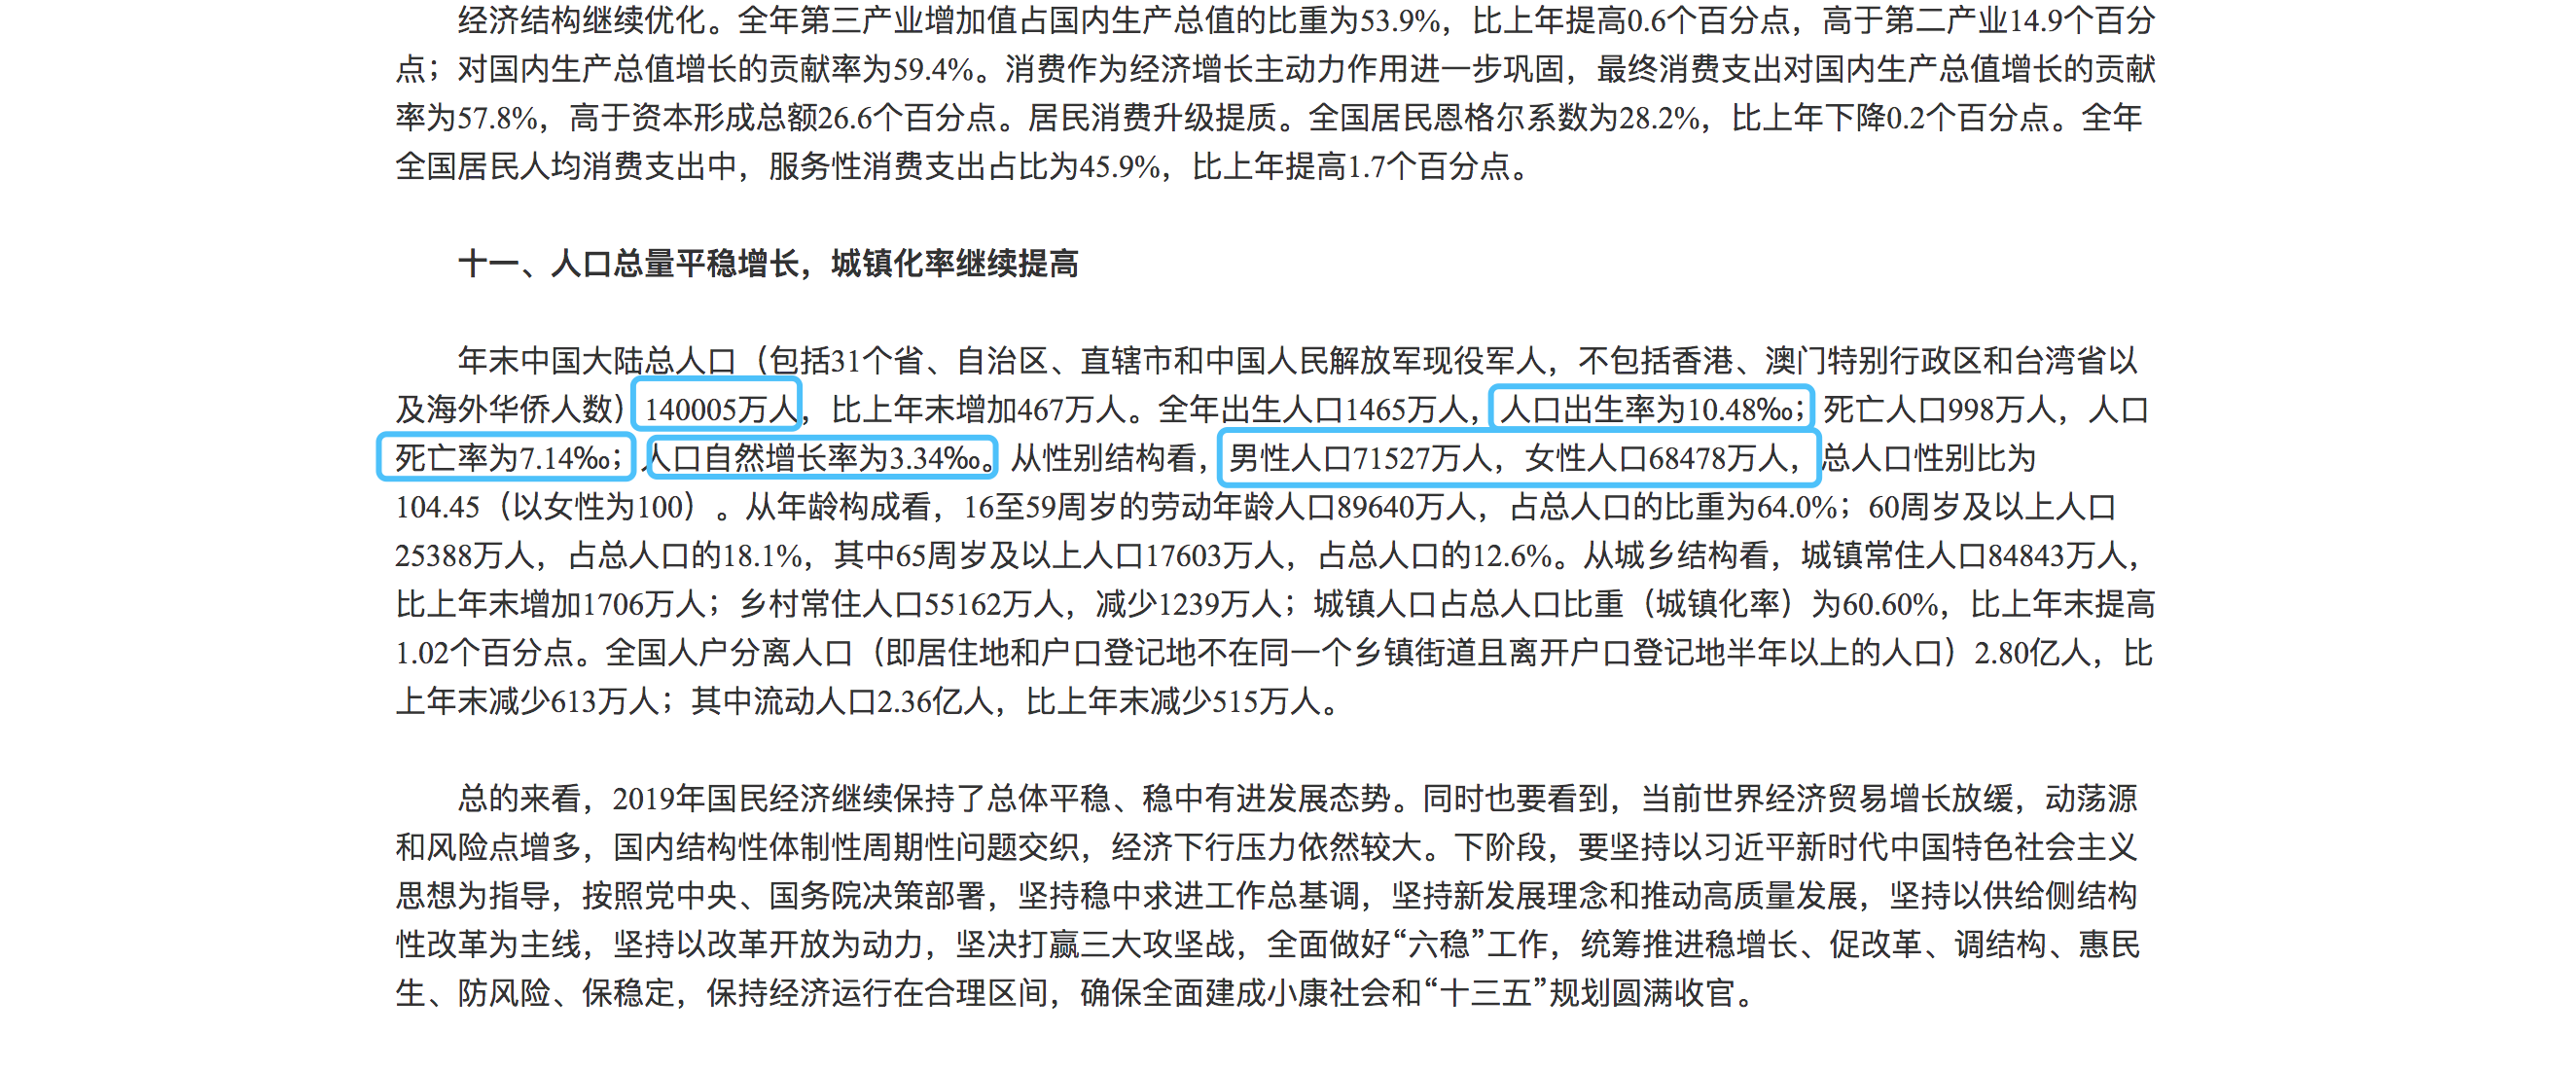 经济结构继续优化。全年第三产业增加值占国内生产总值的比重为53.9%，比上年提高0.6个百分点，高于第二产业14.9个百分
点；对国内生产总值增长的贡献率为59.4%。消费作为经济增长主动力作用进一步巩固，最终消费支出对国内生产总值增长的贡献
率为57.8%，高于资本形成总额26.6个百分点。居民消费升级提质。全国居民恩格尔系数为28.2%，比上年下降0.2个百分点。全年
全国居民人均消费支出中，服务性消费支出占比为45.9%，比上年提高1.7个百分点。
十一、人口总量平稳增长，城镇化率继续提高
年末中国大陆总人口（包括31个省、自治区、直辖市和中国人民解放军现役军人，不包括香港、澳门特别行政区和台湾省以
及海外华侨人数）140005万人，比上年末增加467万人。全年出生人口1465万人，人口出生率为10.48‰；死亡人口998万人，人口
死亡率为7.14‰；人口自然增长率为3.34‰。从性别结构看，男性人口71527万人，女性人口68478万人，总人口性别比为
104.45（以女性为100）。从年龄构成看，16至59周岁的劳动年龄人口89640万人，占总人口的比重为64.0%；60周岁及以上人口
25388万人，占总人口的18.1%，其中65周岁及以上人口17603万人，占总人口的12.6%。从城乡结构看，城镇常住人口84843万人，
比上年末增加1706万人；乡村常住人口55162万人，减少1239万人；城镇人口占总人口比重（城镇化率）为60.60%，比上年末提高
1.02个百分点。全国人户分离人口（即居住地和户口登记地不在同一个乡镇街道且离开户口登记地半年以上的人口）2.80亿人，比
上年末减少613万人；其中流动人口2.36亿人，比上年末减少515万人。
总的来看，2019年国民经济继续保持了总体平稳、稳中有进发展态势。同时也要看到，当前世界经济贸易增长放缓，动荡源
和风险点增多，国内结构性体制性周期性问题交织，经济下行压力依然较大。下阶段，要坚持以习近平新时代中国特色社会主义
思想为指导，按照党中央、国务院决策部署，坚持稳中求进工作总基调，坚持新发展理念和推动高质量发展，坚持以供给侧结构
性改革为主线，坚持以改革开放为动力，坚决打赢三大攻坚战，全面做好“六稳”工作，统筹推进稳增长、促改革、调结构、惠民
生、防风险、保稳定，保持经济运行在合理区间，确保全面建成小康社会和“十三五”规划圆满收官。